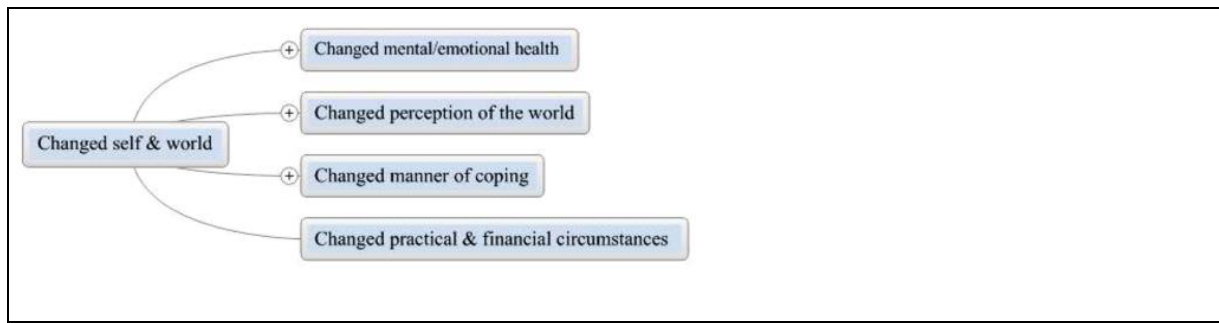 Changed mental/emotional health
Changed perception of the world
Changed self & world
Changed manner of coping
Changed practical & financial circumstances